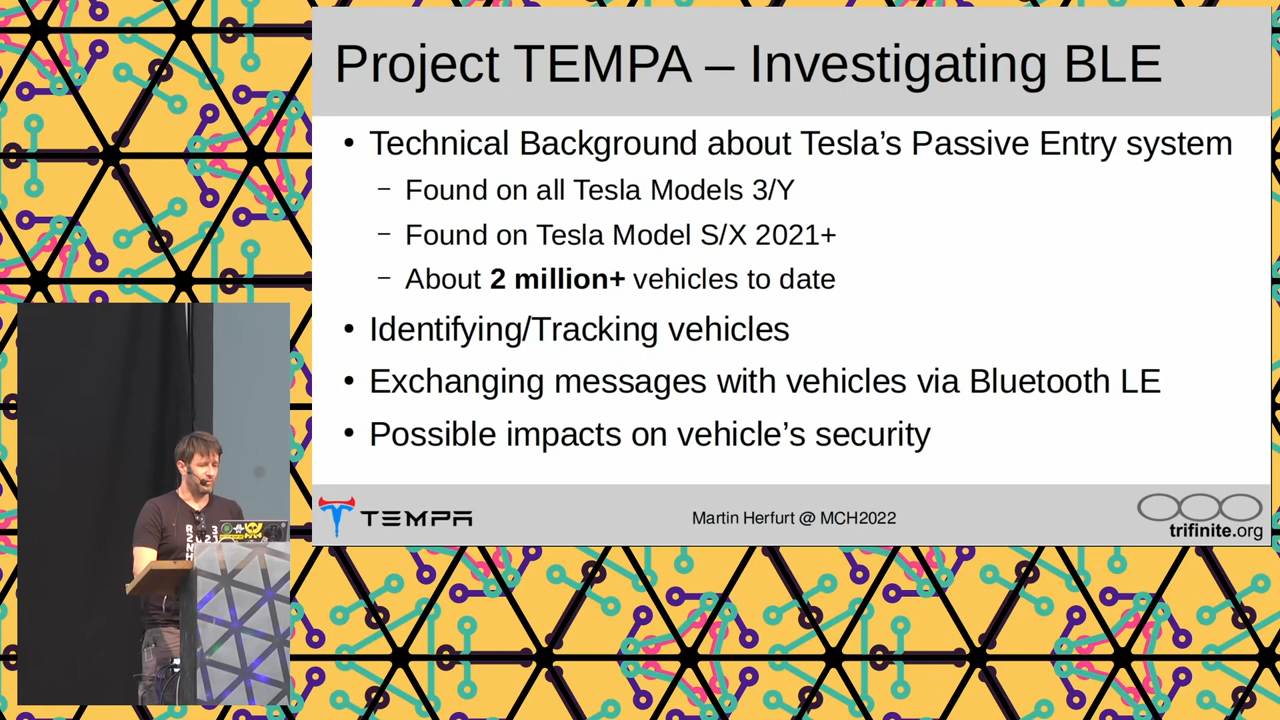 Project TEMPA – Investigating BLE
• Technical Background about Tesla's Passive Entry system
– Found on all Tesla Models 3/Y
– Found on Tesla Model S/X 2021+
– About 2 million+ vehicles to date
• Identifying/Tracking vehicles
• Exchanging messages with vehicles via Bluetooth LE
• Possible impacts on vehicle's security
TEMPA
Martin Herfurt @ MCH2022
trifinite.org